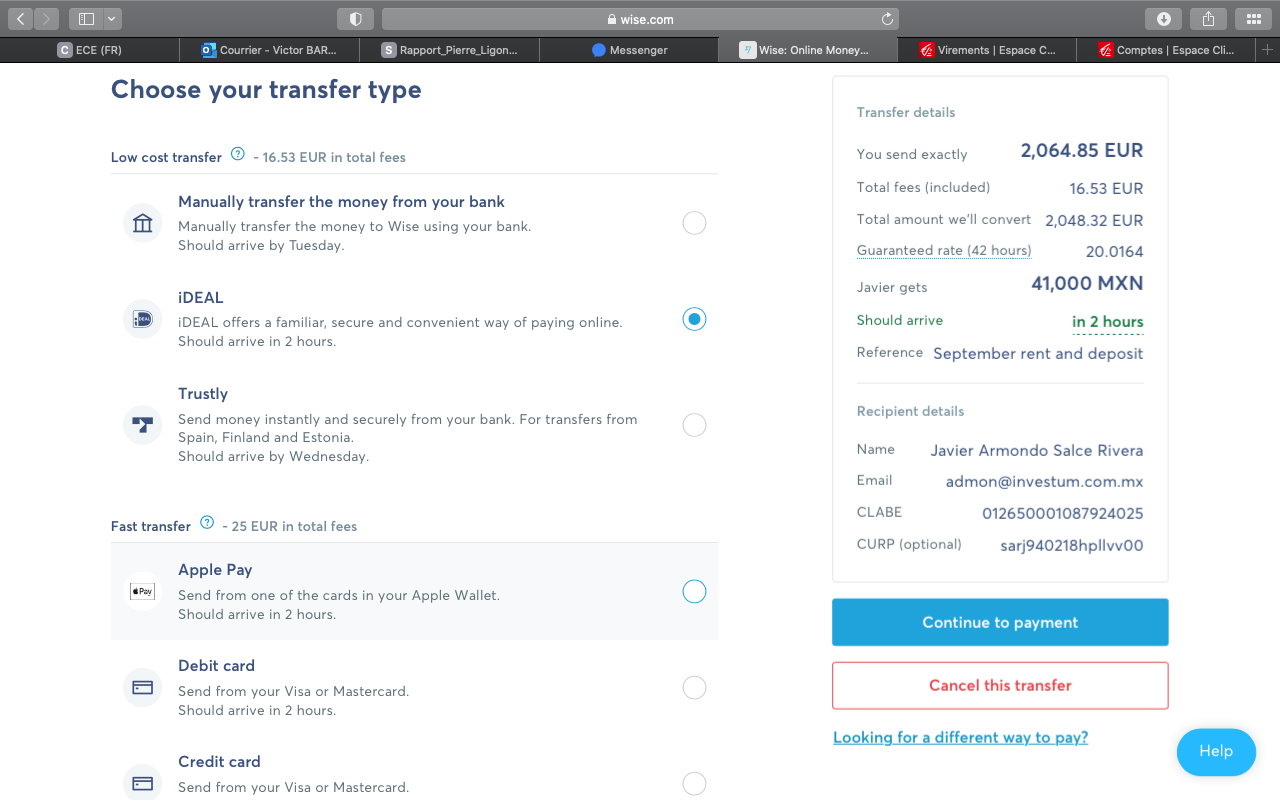 wise.com
ECE (FR)
Courrier - Victor BAR...
Rapport_Pierre_Ligon...
Messenger
Wise: Online Money...
Virements | Espace C...
Comptes | Espace Cli...
Choose your transfer type
Low cost transfer ? - 16.53 EUR in total fees
Manually transfer the money from your bank
Manually transfer the money to Wise using your bank.
Should arrive by Tuesday.
iDEAL
iDEAL offers a familiar, secure and convenient way of paying online.
Should arrive in 2 hours.
Trustly
Send money instantly and securely from your bank. For transfers from
Spain, Finland and Estonia.
Should arrive by Wednesday.
Fast transfer ? - 25 EUR in total fees
Pay
Apple Pay
Send from one of the cards in your Apple Wallet.
Should arrive in 2 hours.
Debit card
Send from your Visa or Mastercard.
Should arrive in 2 hours.
Credit card
Send from your Visa or Mastercard.
Transfer details
You send exactly 2,064.85 EUR
Total fees (included) 16.53 EUR
Total amount we'll convert 2,048.32 EUR
Guaranteed rate (42 hours) 20.0164
Javier gets 41,000 MXN
Should arrive in 2 hours
Reference September rent and deposit
Recipient details
Name Javier Armondo Salce Rivera
Email admon@investum.com.mx
CLABE 012650001087924025
CURP (optional) sarj940218hpllvv00
Continue to payment
Cancel this transfer
Looking for a different way to pay?
Help